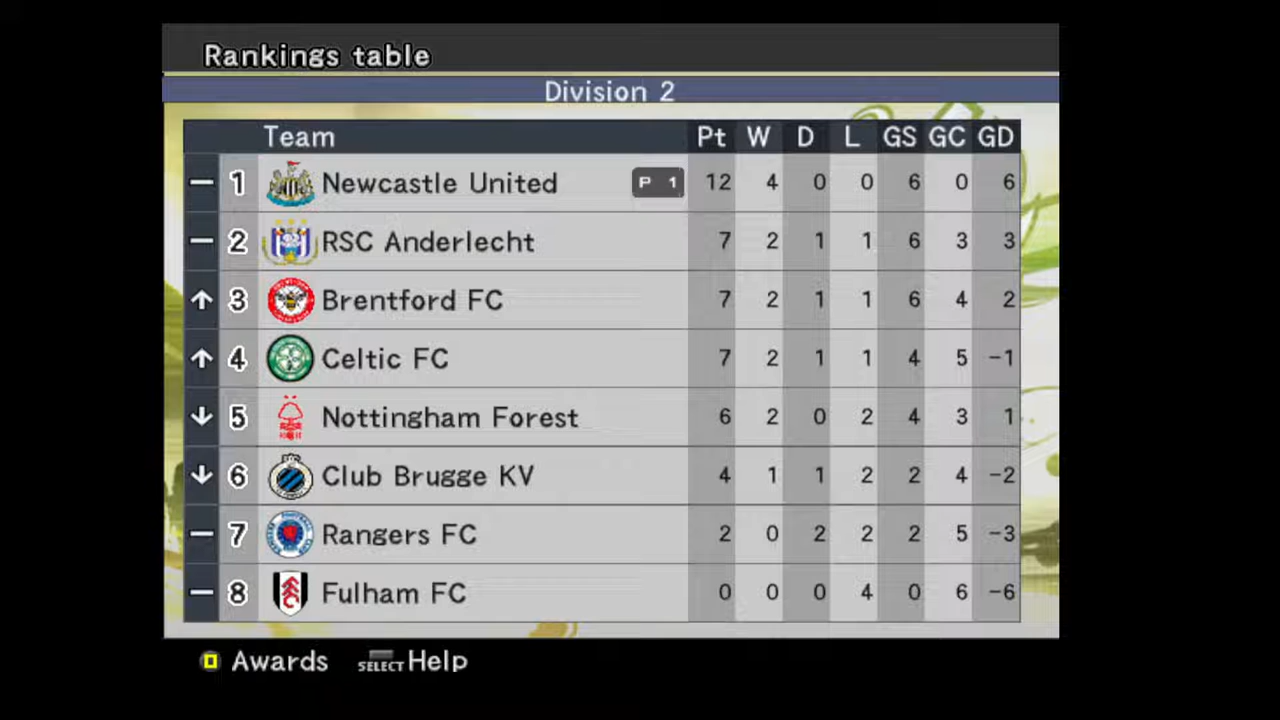 Rankings table
Division 2
Team Pt W D L GS GC GD
1 Newcastle United P 1 12 4 0 0 6 0 6
2 RSC Anderlecht 7 2 1 1 6 3 3
3 Brentford FC 7 2 1 1 6 4 2
4 Celtic FC 7 2 1 1 4 5 -1
5 Nottingham Forest 6 2 0 2 4 3 1
6 Club Brugge KV 4 1 1 2 2 4 -2
7 Rangers FC 2 0 2 2 2 5 -3
8 Fulham FC 0 0 0 4 0 6 -6
Awards SELECT Help